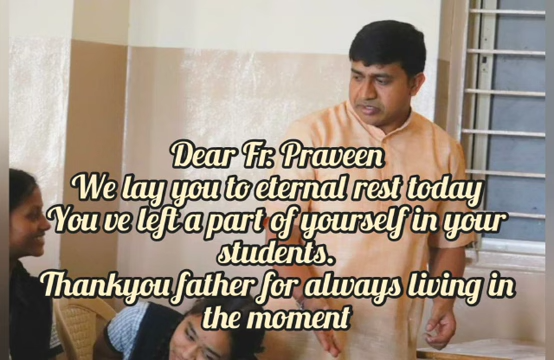 Dear Fr. Praveen
We lay you to eternal rest today
You ve left a part of yourself in your
students.
Thankyou father for always living in
the moment